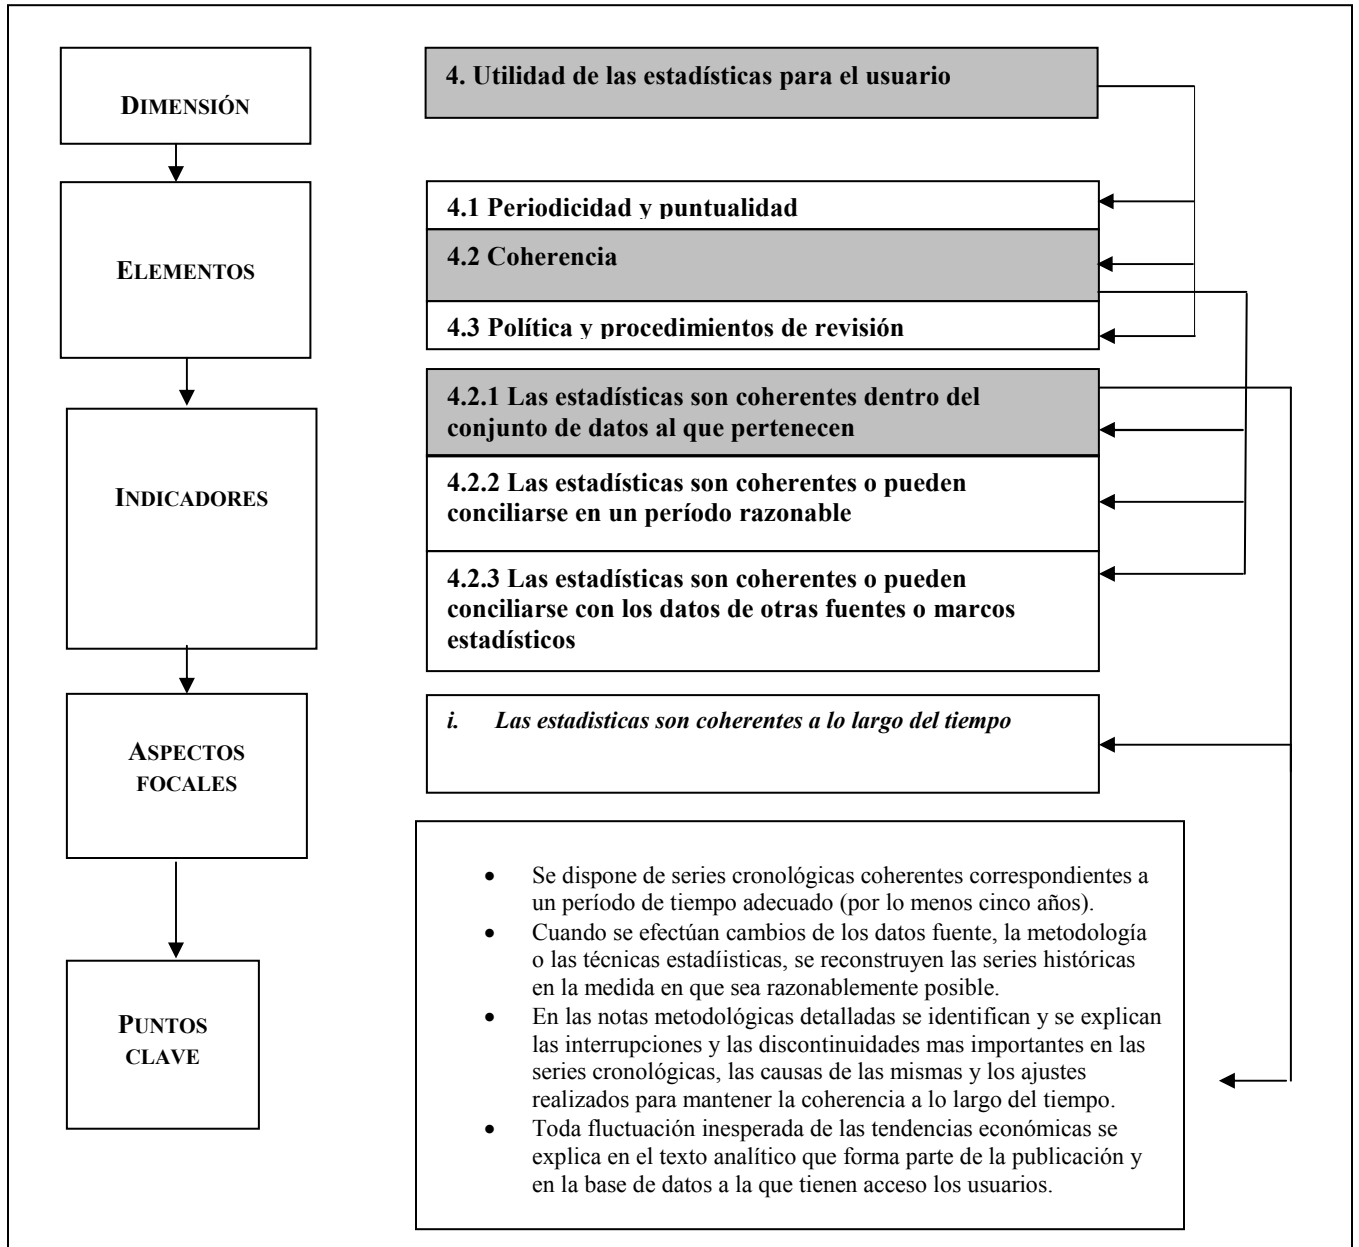 DIMENSIÓN
4. Utilidad de las estadísticas para el usuario
ELEMENTOS
4.1 Periodicidad y puntualidad
4.2 Coherencia
4.3 Política y procedimientos de revisión
INDICADORES
4.2.1 Las estadísticas son coherentes dentro del
conjunto de datos al que pertenecen
4.2.2 Las estadísticas son coherentes o pueden
conciliarse en un período razonable
4.2.3 Las estadísticas son coherentes o pueden
conciliarse con los datos de otras fuentes o marcos
estadísticos
ASPECTOS
FOCALES
i. Las estadisticas son coherentes a lo largo del tiempo
PUNTOS
CLAVE
• Se dispone de series cronológicas coherentes correspondientes a
un período de tiempo adecuado (por lo menos cinco años).
• Cuando se efectúan cambios de los datos fuente, la metodología
o las técnicas estadíisticas, se reconstruyen las series históricas
en la medida en que sea razonablemente posible.
• En las notas metodológicas detalladas se identifican y se explican
las interrupciones y las discontinuidades mas importantes en las
series cronológicas, las causas de las mismas y los ajustes
realizados para mantener la coherencia a lo largo del tiempo.
• Toda fluctuación inesperada de las tendencias económicas se
explica en el texto analítico que forma parte de la publicación y
en la base de datos a la que tienen acceso los usuarios.